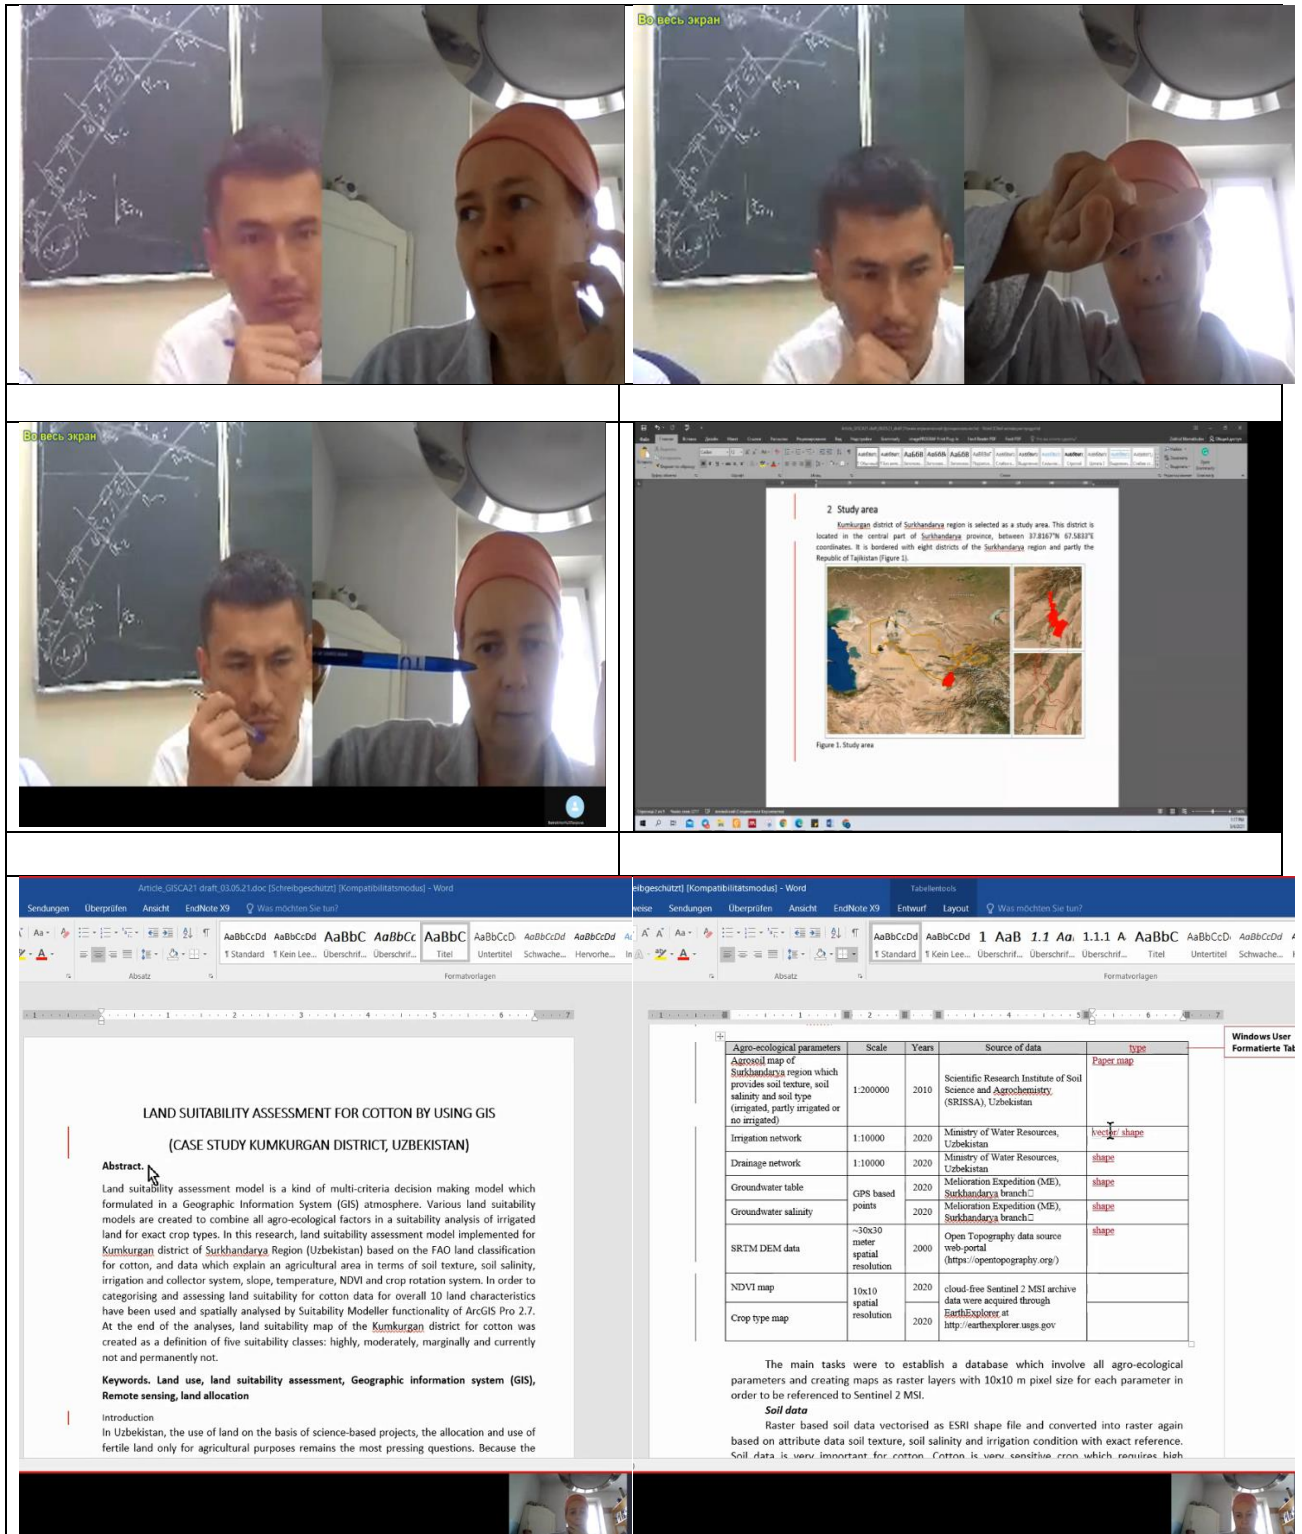 Во весь экран
Во весь экран
2 Study area
Kumkurgan district of Surkhandarya region is selected as a study area. This district is
located in the central part of Surkhandarya province, between 37.8167°N 67.5833°E
coordinates. It is bordered with eight districts of the Surkhandarya region and partly the
Republic of Tajikistan (Figure 1).
Figure 1. Study area
Article_GISCA21 draft_03.05.21.doc [Schreibgeschützt] [Kompatibilitätsmodus] - Word
Sendungen Überprüfen Ansicht EndNote X9 Was möchten Sie tun?
AaBbCcDd AaBbCcDd AaBbC AaBbCc AaBbC AaBbCcD AaBbCcDd AaBbCcDd
¶ Standard ¶ Kein Lee... Überschrif... Überschrif... Titel Untertitel Schwache... Hervorhe...
Absatz Formatvorlagen
LAND SUITABILITY ASSESSMENT FOR COTTON BY USING GIS
(CASE STUDY KUMKURGAN DISTRICT, UZBEKISTAN)
Abstract.
Land suitability assessment model is a kind of multi-criteria decision making model which
formulated in a Geographic Information System (GIS) atmosphere. Various land suitability
models are created to combine all agro-ecological factors in a suitability analysis of irrigated
land for exact crop types. In this research, land suitability assessment model implemented for
Kumkurgan district of Surkhandarya Region (Uzbekistan) based on the FAO land classification
for cotton, and data which explain an agricultural area in terms of soil texture, soil salinity,
irrigation and collector system, slope, temperature, NDVI and crop rotation system. In order to
categorising and assessing land suitability for cotton data for overall 10 land characteristics
have been used and spatially analysed by Suitability Modeller functionality of ArcGIS Pro 2.7.
At the end of the analyses, land suitability map of the Kumkurgan district for cotton was
created as a definition of five suitability classes: highly, moderately, marginally and currently
not and permanently not.
Keywords. Land use, land suitability assessment, Geographic information system (GIS),
Remote sensing, land allocation
Introduction
In Uzbekistan, the use of land on the basis of science-based projects, the allocation and use of
fertile land only for agricultural purposes remains the most pressing questions. Because the
eibgeschützt] [Kompatibilitätsmodus] - Word Tabellentools
weise Sendungen Überprüfen Ansicht EndNote X9 Entwurf Layout Was möchten Sie tun?
AaBbCcDd AaBbCcDd 1 AaB 1.1 Aa. 1.1.1 A AaBbC AaBbCcD AaBbCcDd
¶ Standard ¶ Kein Lee... Überschrif... Überschrif... Überschrif... Titel Untertitel Schwache...
Absatz Formatvorlagen
Windows User
Formatierte Tab
Agro-ecological parameters Scale Years Source of data type
Agrosoil map of
Surkhandarya region which
provides soil texture, soil
salinity and soil type
(irrigated, partly irrigated or
no irrigated)
1:200000 2010
Scientific Research Institute of Soil
Science and Agrochemistry
(SRISSA), Uzbekistan
Paper map
Irrigation network 1:10000 2020
Ministry of Water Resources,
Uzbekistan
vector/ shape
Drainage network 1:10000 2020
Ministry of Water Resources,
Uzbekistan
shape
Groundwater table
GPS based
points
2020
Melioration Expedition (ME),
Surkhandarya branch
shape
Groundwater salinity 2020
Melioration Expedition (ME),
Surkhandarya branch
shape
SRTM DEM data
~30x30
meter
spatial
resolution
2000
Open Topography data source
web-portal
(https://opentopography.org/)
shape
NDVI map
10x10
spatial
resolution
2020
cloud-free Sentinel 2 MSI archive
data were acquired through
EarthExplorer at
http://earthexplorer.usgs.gov
Crop type map 2020
The main tasks were to establish a database which involve all agro-ecological
parameters and creating maps as raster layers with 10x10 m pixel size for each parameter in
order to be referenced to Sentinel 2 MSI.
Soil data
Raster based soil data vectorised as ESRI shape file and converted into raster again
based on attribute data soil texture, soil salinity and irrigation condition with exact reference.
Soil data is very important for cotton. Cotton is very sensitive crop which requires high